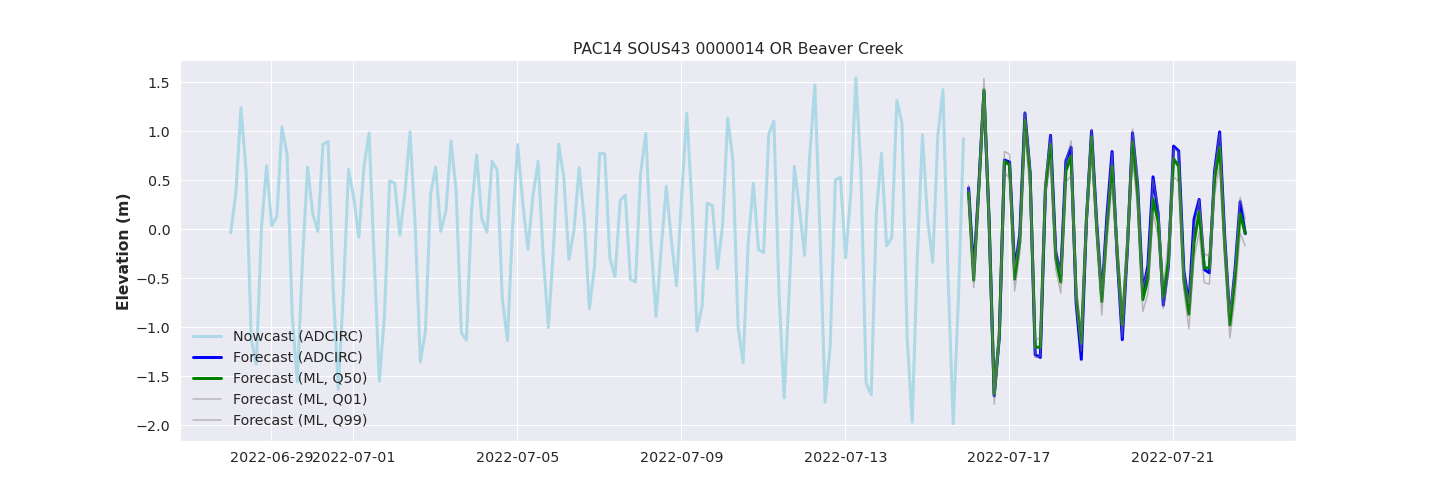 PAC14 SOUS43 0000014 OR Beaver Creek
Elevation (m)
1.5
1.0
0.5
0.0
−0.5
−1.0
−1.5
−2.0
Nowcast (ADCIRC)
Forecast (ADCIRC)
Forecast (ML, Q50)
Forecast (ML, Q01)
Forecast (ML, Q99)
2022-06-29 2022-07-01 2022-07-05 2022-07-09 2022-07-13 2022-07-17 2022-07-21